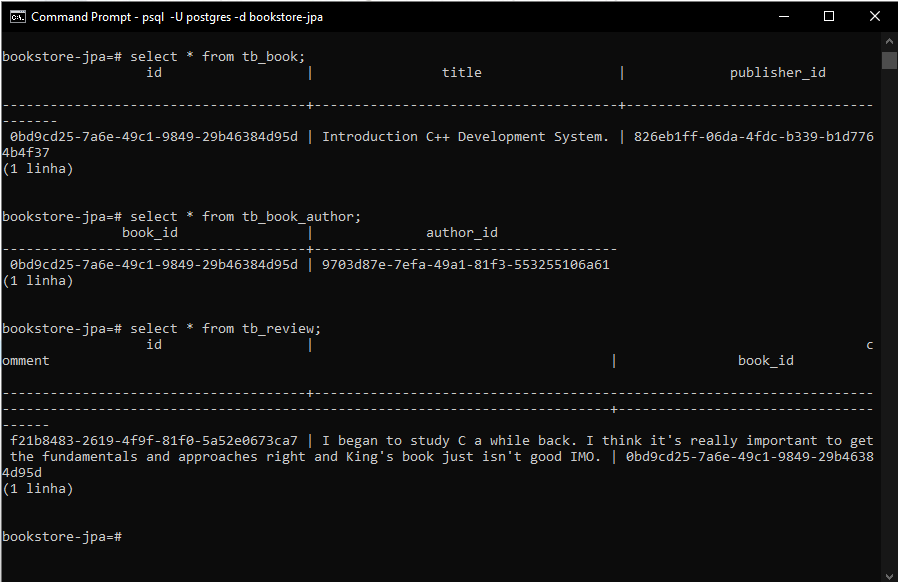 Command Prompt - psql -U postgres -d bookstore-jpa
bookstore-jpa=# select * from tb_book;
id | title | publisher_id
--------------------------------------+--------------------------------------+-------------------------------
-------
0bd9cd25-7a6e-49c1-9849-29b46384d95d | Introduction C++ Development System. | 826eb1ff-06da-4fdc-b339-b1d776
4b4f37
(1 linha)
bookstore-jpa=# select * from tb_book_author;
book_id | author_id
--------------------------------------+--------------------------------------
0bd9cd25-7a6e-49c1-9849-29b46384d95d | 9703d87e-7efa-49a1-81f3-553255106a61
(1 linha)
bookstore-jpa=# select * from tb_review;
id | c
omment | book_id
--------------------------------------+----------------------------------------------------------------------
----------------------------------------------------------------------------+--------------------------------
------
f21b8483-2619-4f9f-81f0-5a52e0673ca7 | I began to study C a while back. I think it's really important to get
the fundamentals and approaches right and King's book just isn't good IMO. | 0bd9cd25-7a6e-49c1-9849-29b4638
4d95d
(1 linha)
bookstore-jpa=#